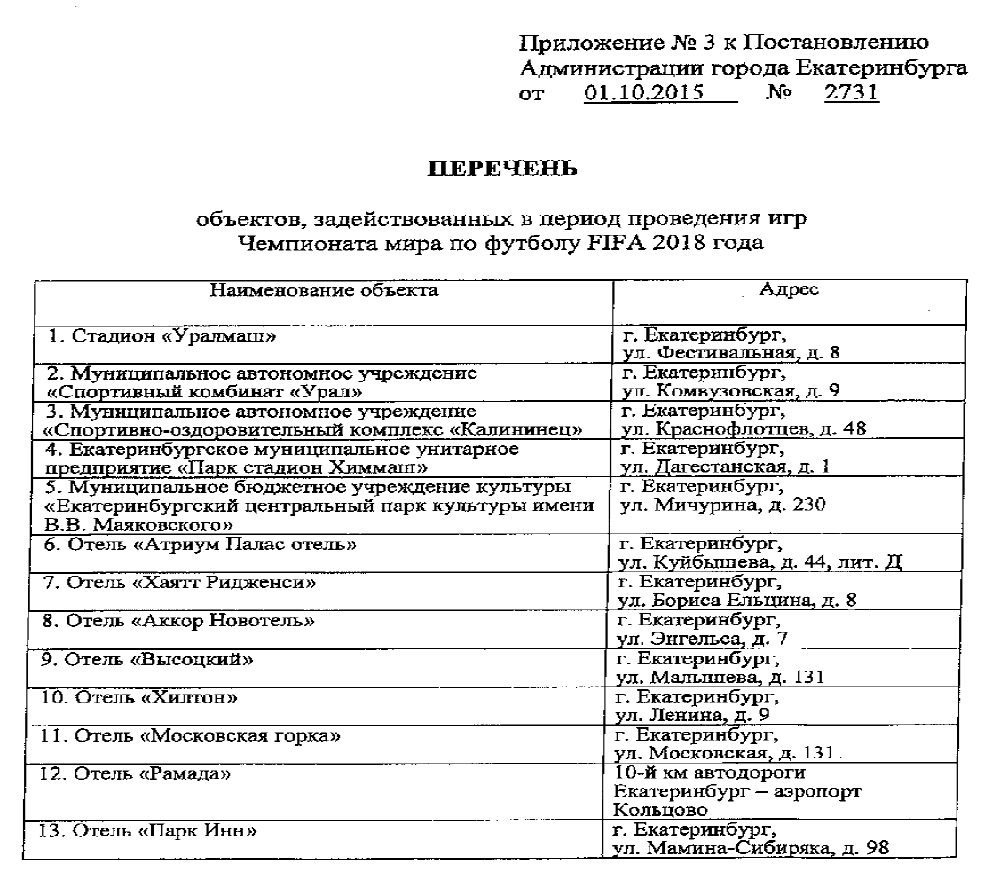 Приложение № 3 к Постановлению
Администрации города Екатеринбурга
от 01.10.2015 № 2731
ПЕРЕЧЕНЬ
объектов, задействованных в период проведения игр
Чемпионата мира по футболу FIFA 2018 года
Наименование объекта
Адрес
1. Стадион «Уралмаш»
г. Екатеринбург,
ул. Фестивальная, д. 8
2. Муниципальное автономное учреждение
«Спортивный комбинат «Урал»
г. Екатеринбург,
ул. Комвузовская, д. 9
3. Муниципальное автономное учреждение
«Спортивно-оздоровительный комплекс «Калининец»
г. Екатеринбург,
ул. Краснофлотцев, д. 48
4. Екатеринбургское муниципальное унитарное
предприятие «Парк стадион Химмаш»
г. Екатеринбург,
ул. Дагестанская, д. 1
5. Муниципальное бюджетное учреждение культуры
«Екатеринбургский центральный парк культуры имени
В.В. Маяковского»
г. Екатеринбург,
ул. Мичурина, д. 230
6. Отель «Атриум Палас отель»
г. Екатеринбург,
ул. Куйбышева, д. 44, лит. Д
7. Отель «Хаятт Ридженси»
г. Екатеринбург,
ул. Бориса Ельцина, д. 8
8. Отель «Аккор Новотель»
г. Екатеринбург,
ул. Энгельса, д. 7
9. Отель «Высоцкий»
г. Екатеринбург,
ул. Малышева, д. 131
10. Отель «Хилтон»
г. Екатеринбург,
ул. Ленина, д. 9
11. Отель «Московская горка»
г. Екатеринбург,
ул. Московская, д. 131
12. Отель «Рамада»
10-й км автодороги
Екатеринбург – аэропорт
Кольцово
13. Отель «Парк Инн»
г. Екатеринбург,
ул. Мамина-Сибиряка, д. 98